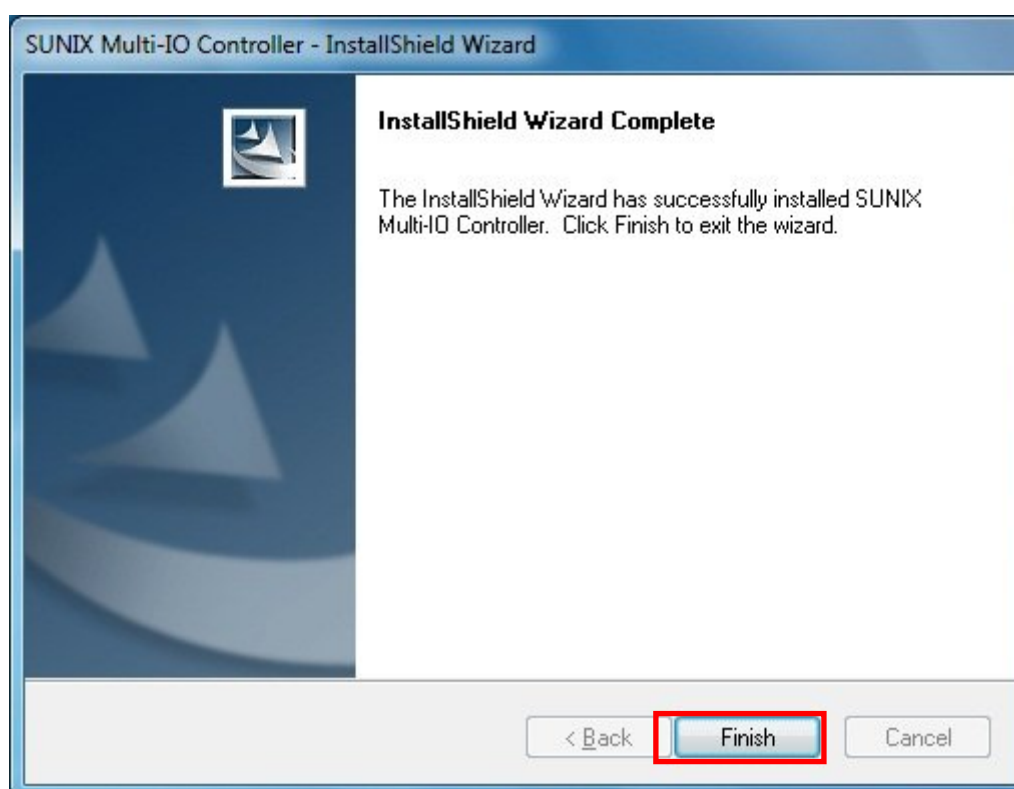 SUNIX Multi-IO Controller - InstallShield Wizard
InstallShield Wizard Complete
The InstallShield Wizard has successfully installed SUNIX
Multi-IO Controller.  Click Finish to exit the wizard.
< Back
Finish
Cancel